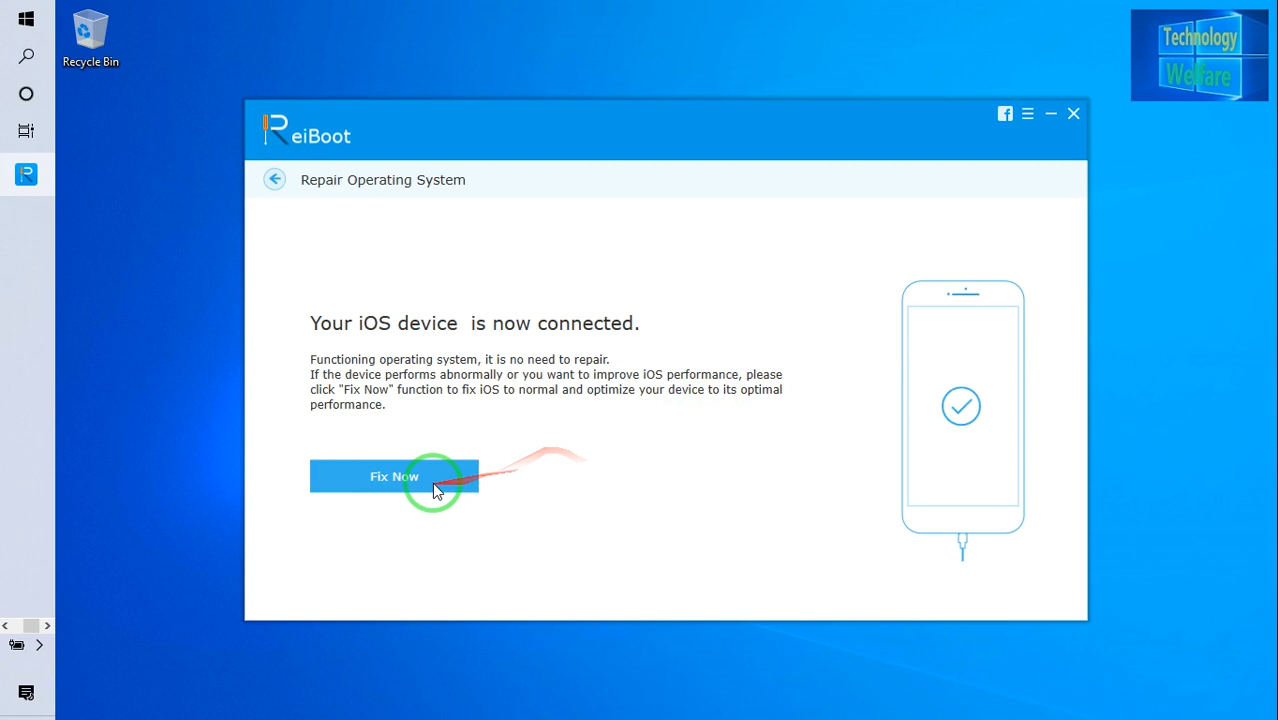 Recycle Bin
Technology
Welfare
ReiBoot
Repair Operating System
Your iOS device  is now connected.
Functioning operating system, it is no need to repair.
If the device performs abnormally or you want to improve iOS performance, please
click "Fix Now" function to fix iOS to normal and optimize your device to its optimal
performance.
Fix Now